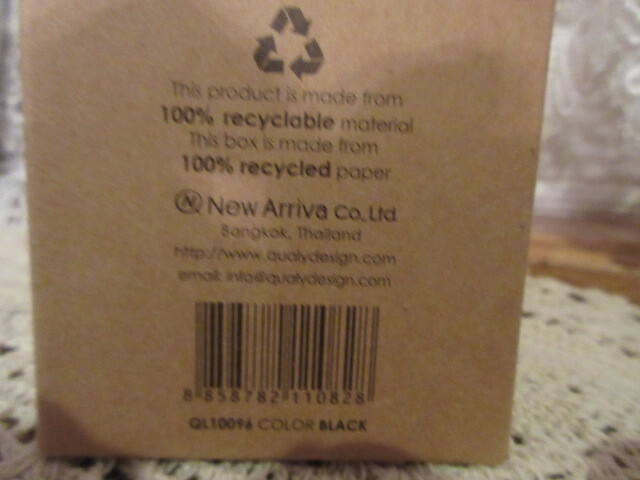 This product is made from
100% recyclable material
This box is made from
100% recycled paper
New Arriva Co., Ltd.
Bangkok, Thailand
http://www.qualydesign.com
email: info@qualydesign.com
8 858782 110828
QL10096 COLOR BLACK